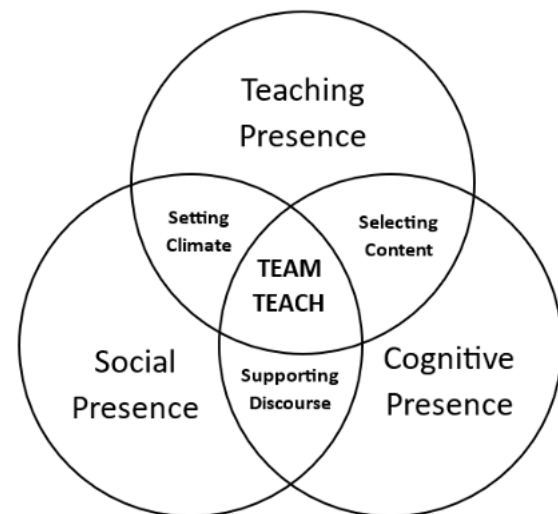 Teaching
Presence
Setting
Climate
Selecting
Content
TEAM
TEACH
Social
Presence
Supporting
Discourse
Cognitive
Presence